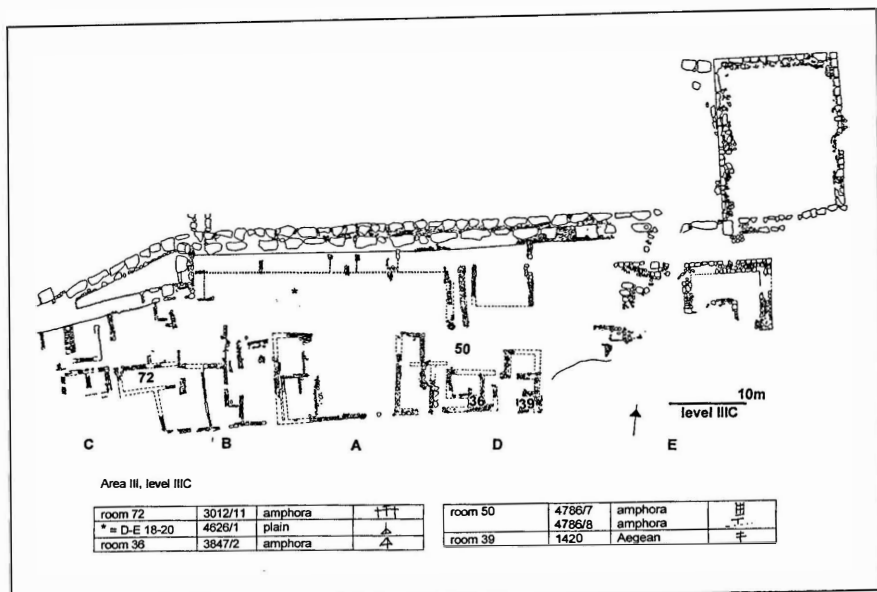 *
50
72
36
39
10m
level IIIC
C B A D E
Area III, level IIIC
room 72 3012/11 amphora
* = D-E 18-20 4626/1 plain
room 36 3847/2 amphora
room 50 4786/7 amphora
4786/8 amphora
room 39 1420 Aegean